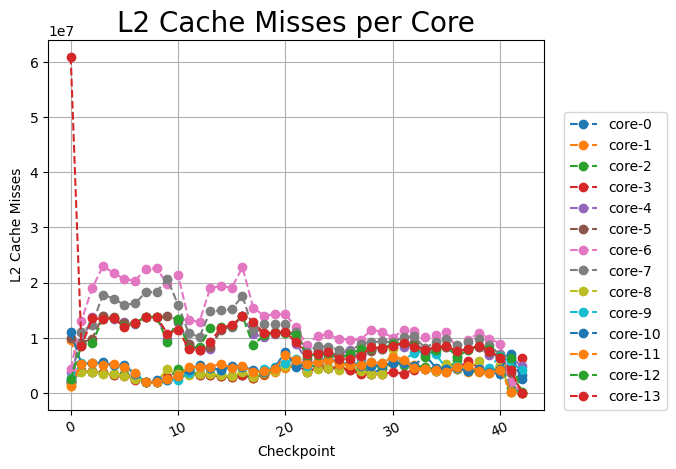 L2 Cache Misses per Core
1e7
6
5
4
3
2
1
0
L2 Cache Misses
0
10
20
30
40
Checkpoint
core-0
core-1
core-2
core-3
core-4
core-5
core-6
core-7
core-8
core-9
core-10
core-11
core-12
core-13